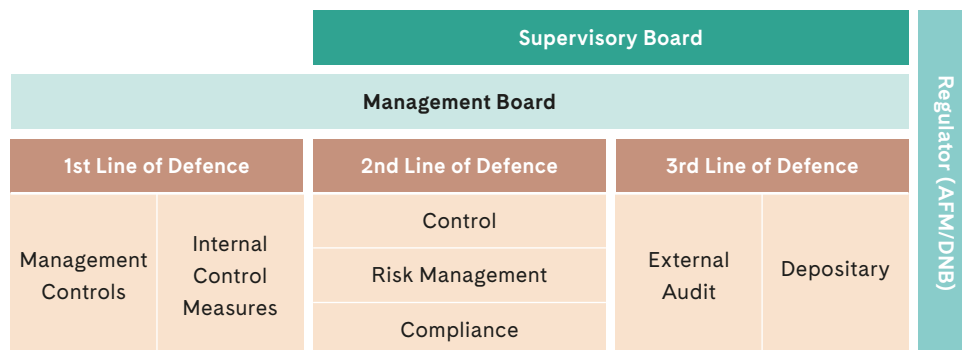 Supervisory Board
Management Board
1st Line of Defence
2nd Line of Defence
3rd Line of Defence
Management
Controls
Internal
Control
Measures
Control
Risk Management
Compliance
External
Audit
Depositary
Regulator (AFM/DNB)